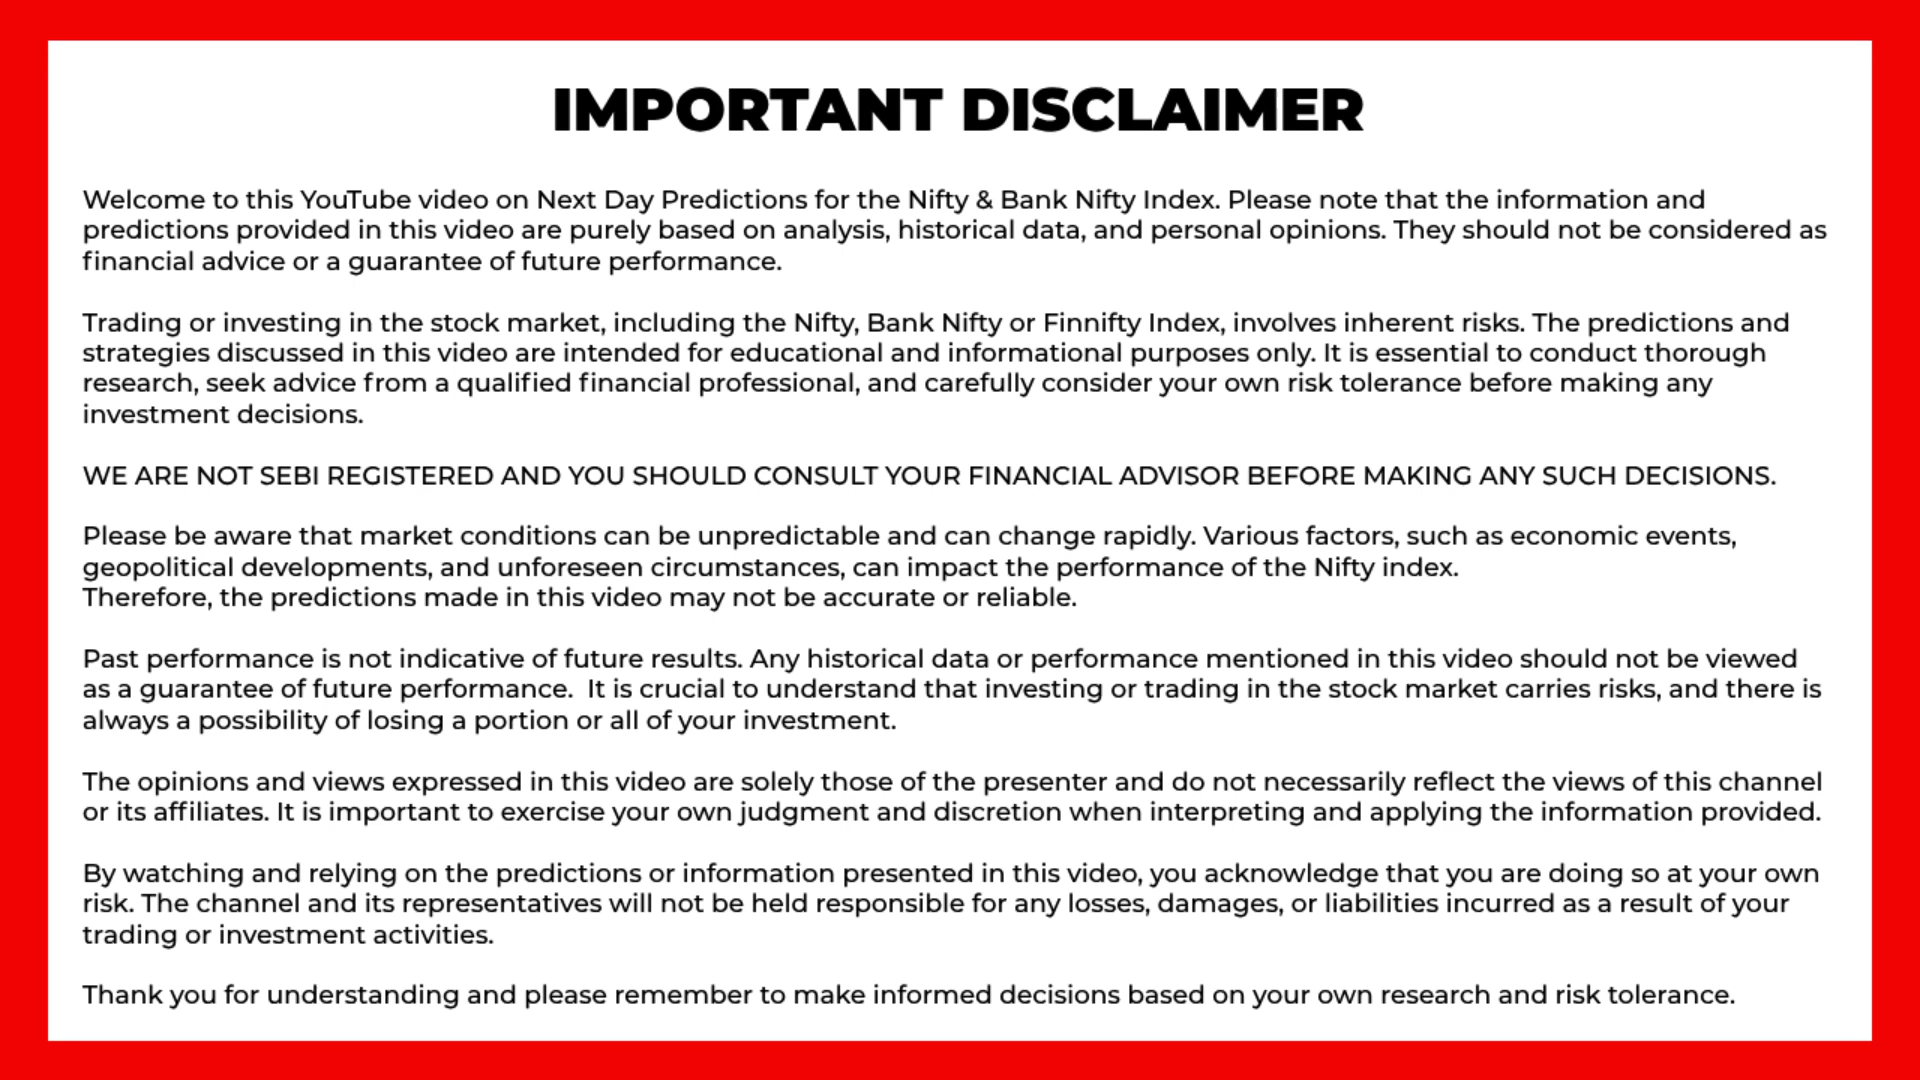 IMPORTANT DISCLAIMER
Welcome to this YouTube video on Next Day Predictions for the Nifty & Bank Nifty Index. Please note that the information and
predictions provided in this video are purely based on analysis, historical data, and personal opinions. They should not be considered as
financial advice or a guarantee of future performance.
Trading or investing in the stock market, including the Nifty, Bank Nifty or Finnifty Index, involves inherent risks. The predictions and
strategies discussed in this video are intended for educational and informational purposes only. It is essential to conduct thorough
research, seek advice from a qualified financial professional, and carefully consider your own risk tolerance before making any
investment decisions.
WE ARE NOT SEBI REGISTERED AND YOU SHOULD CONSULT YOUR FINANCIAL ADVISOR BEFORE MAKING ANY SUCH DECISIONS.
Please be aware that market conditions can be unpredictable and can change rapidly. Various factors, such as economic events,
geopolitical developments, and unforeseen circumstances, can impact the performance of the Nifty index.
Therefore, the predictions made in this video may not be accurate or reliable.
Past performance is not indicative of future results. Any historical data or performance mentioned in this video should not be viewed
as a guarantee of future performance.  It is crucial to understand that investing or trading in the stock market carries risks, and there is
always a possibility of losing a portion or all of your investment.
The opinions and views expressed in this video are solely those of the presenter and do not necessarily reflect the views of this channel
or its affiliates. It is important to exercise your own judgment and discretion when interpreting and applying the information provided.
By watching and relying on the predictions or information presented in this video, you acknowledge that you are doing so at your own
risk. The channel and its representatives will not be held responsible for any losses, damages, or liabilities incurred as a result of your
trading or investment activities.
Thank you for understanding and please remember to make informed decisions based on your own research and risk tolerance.